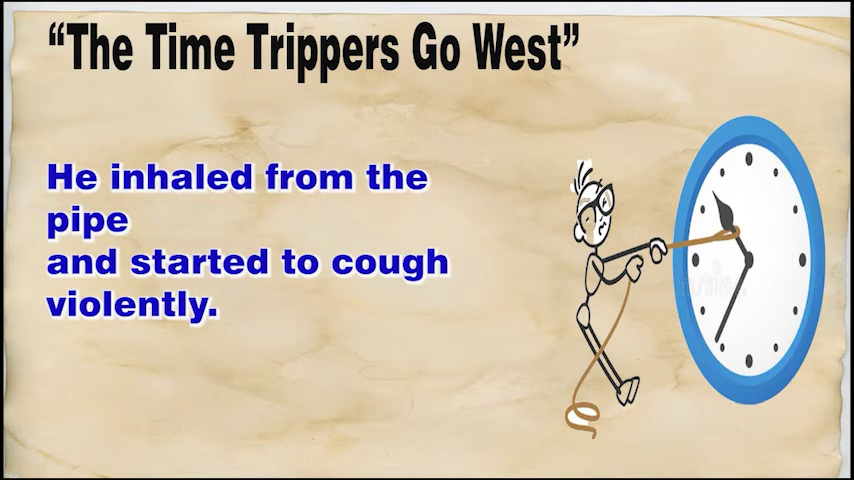 “The Time Trippers Go West”
He inhaled from the
pipe
and started to cough
violently.